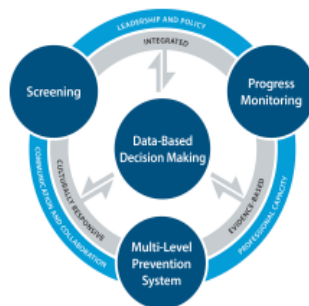 LEADERSHIP AND POLICY
INTEGRATED
Screening
Progress
Monitoring
Data-Based
Decision Making
COMMUNICATION AND COLLABORATION
CULTURALLY RESPONSIVE
EVIDENCE-BASED
PROFESSIONAL CAPACITY
Multi-Level
Prevention
System